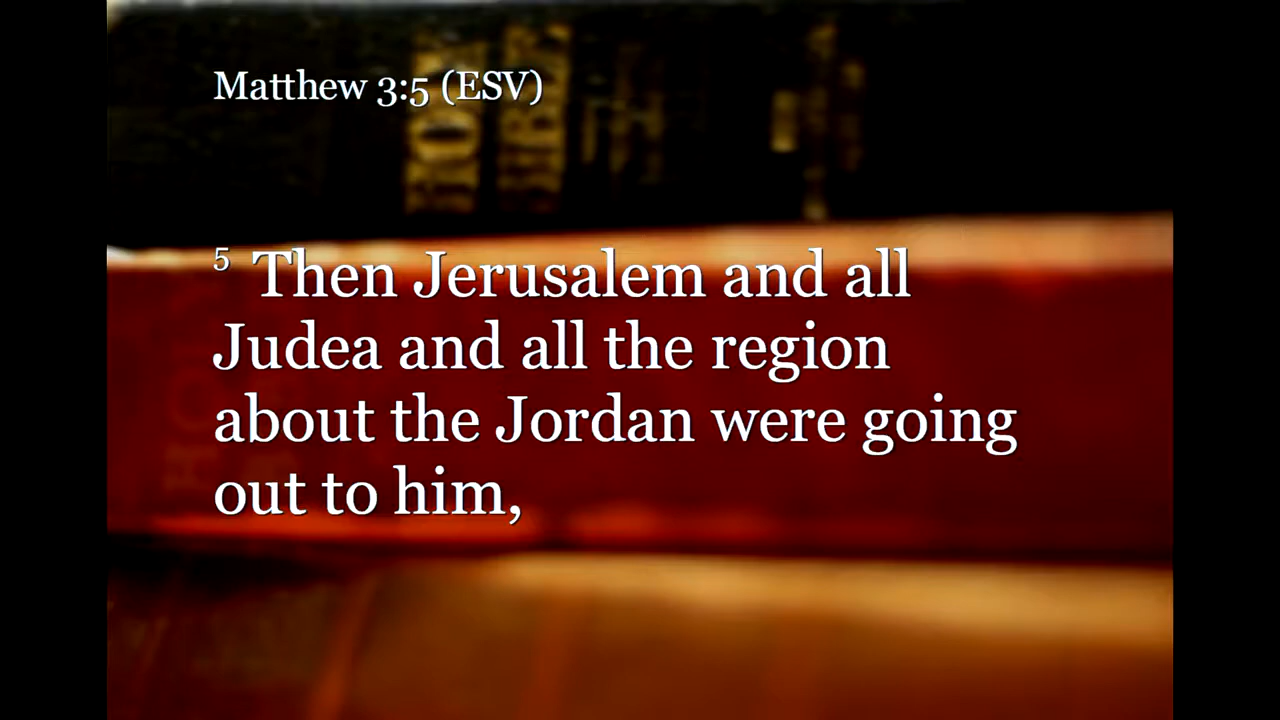 Matthew 3:5 (ESV)
5 Then Jerusalem and all
Judea and all the region
about the Jordan were going
out to him,